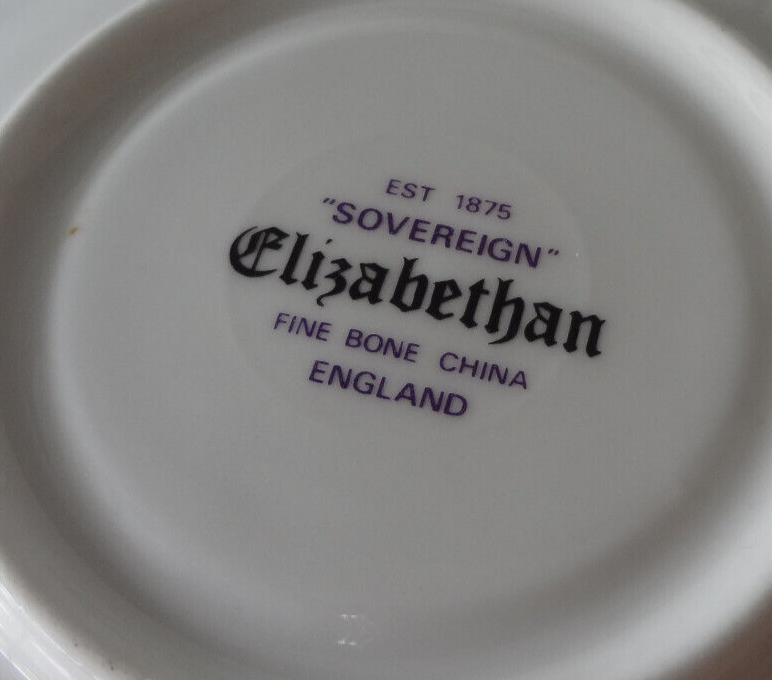 EST 1875
"SOVEREIGN"
Elizabethan
FINE BONE CHINA
ENGLAND